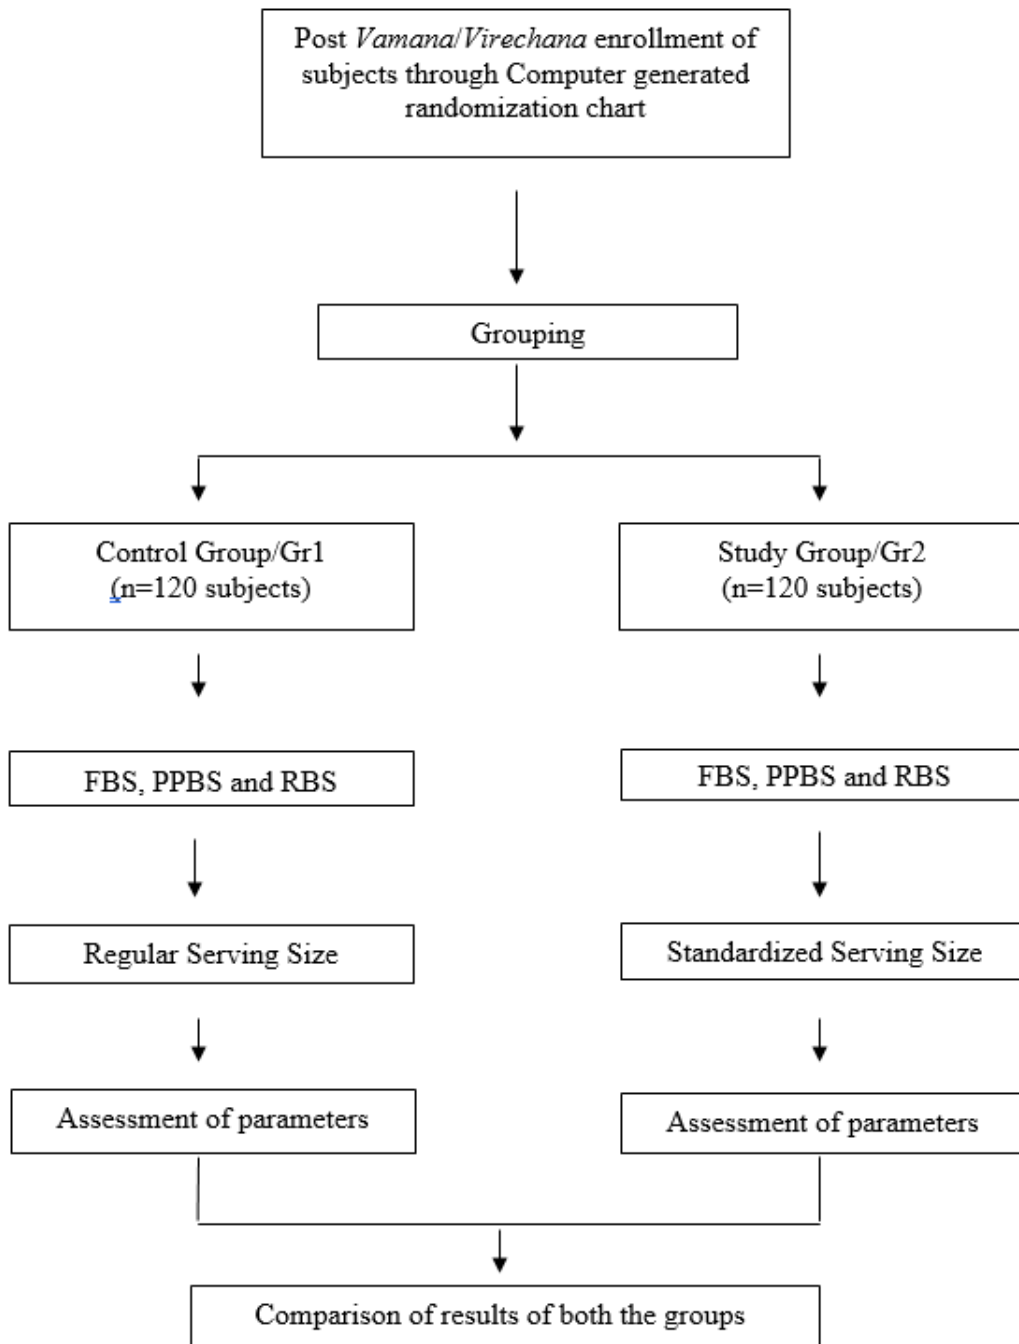 Post Vamana/Virechana enrollment of
subjects through Computer generated
randomization chart
Grouping
Control Group/Gr1
(n=120 subjects)
Study Group/Gr2
(n=120 subjects)
FBS, PPBS and RBS
FBS, PPBS and RBS
Regular Serving Size
Standardized Serving Size
Assessment of parameters
Assessment of parameters
Comparison of results of both the groups